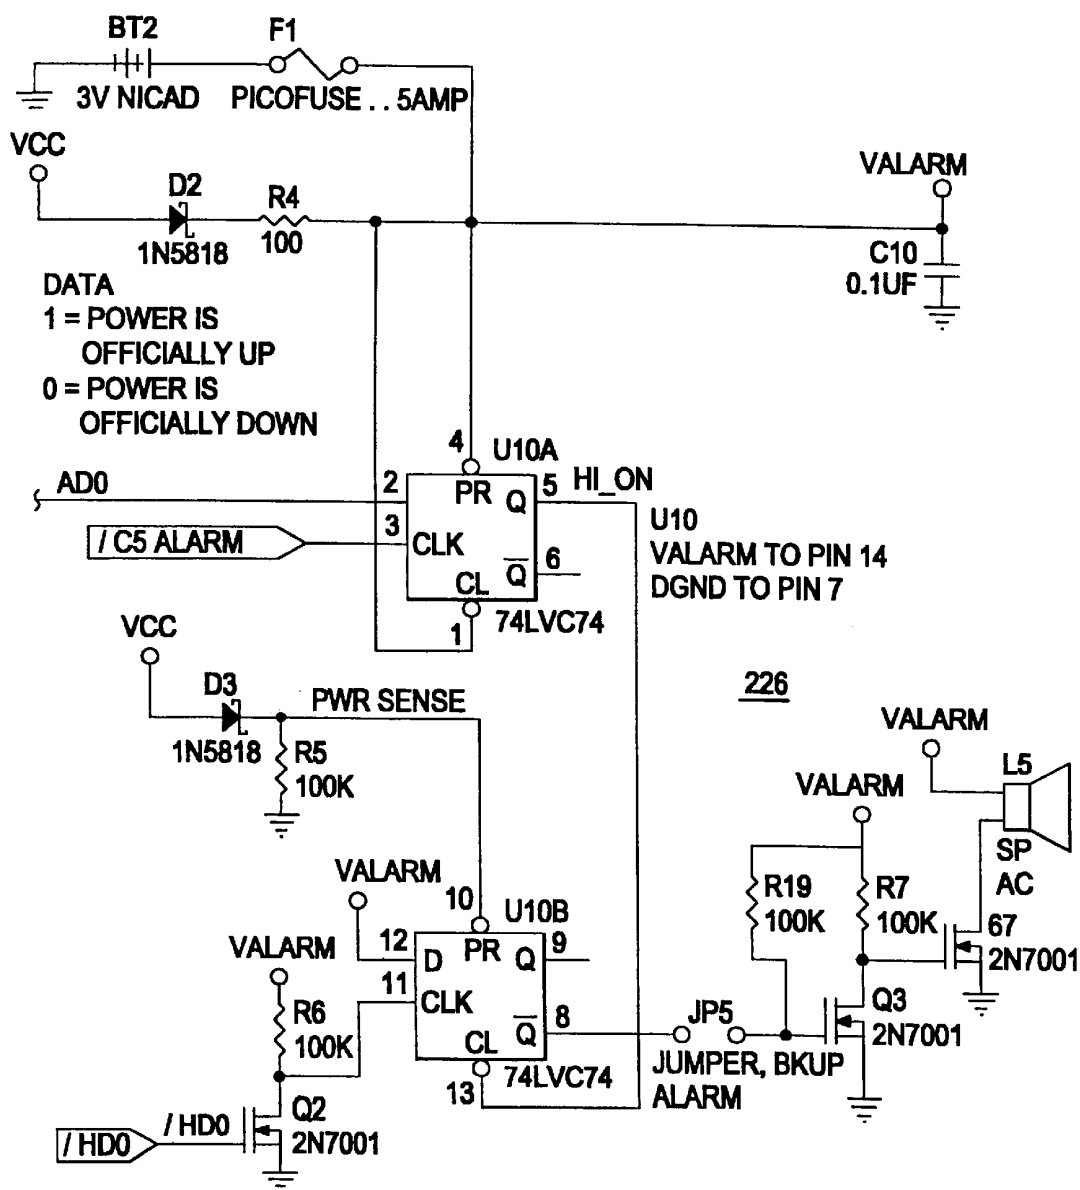 BT2
F1
3V NICAD
PICOFUSE . . 5AMP
VCC
VALARM
D2
R4
1N5818
100
C10
0.1UF
DATA
1 = POWER IS
OFFICIALLY UP
0 = POWER IS
OFFICIALLY DOWN
4
U10A
AD0
2
PR
Q
5
HI_ON
/ C5 ALARM
3
CLK
U10
VALARM TO PIN 14
DGND TO PIN 7
Q
6
CL
1
74LVC74
VCC
D3
PWR SENSE
1N5818
R5
100K
226
VALARM
L5
VALARM
SP
AC
VALARM
10
U10B
R19
100K
R7
100K
67
2N7001
12
D
PR
Q
9
VALARM
11
CLK
R6
100K
Q
8
JP5
Q3
2N7001
CL
13
74LVC74
JUMPER, BKUP
ALARM
/ HD0
/ HD0
Q2
2N7001